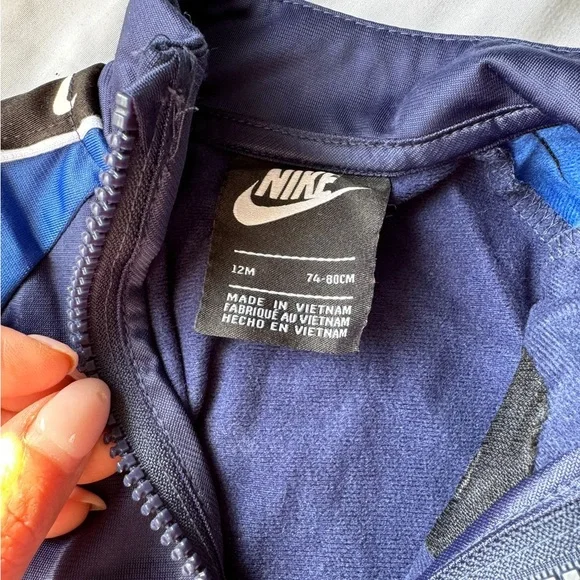 NIKE
12M 74-80CM
MADE IN VIETNAM
FABRIQUÉ AU VIETNAM
HECHO EN VIETNAM